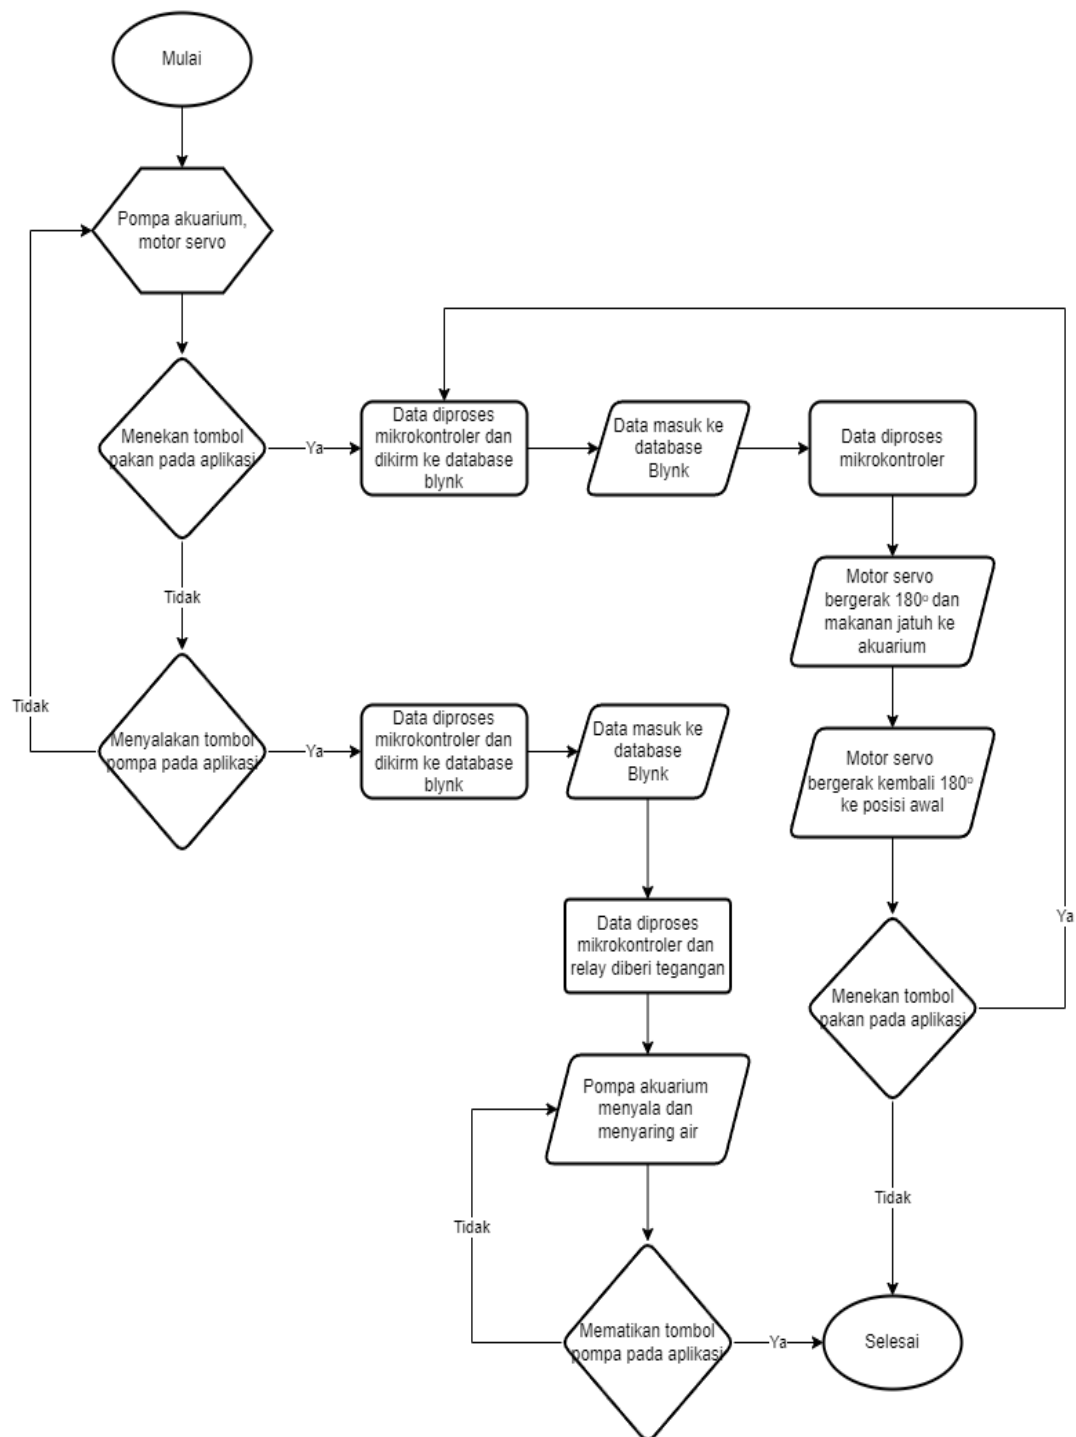 Mulai
Pompa akuarium,
motor servo
Menekan tombol
pakan pada aplikasi
Ya
Data diproses
mikrokontroler dan
dikirm ke database
blynk
Data masuk ke
database
Blynk
Data diproses
mikrokontroler
Motor servo
bergerak 180° dan
makanan jatuh ke
akuarium
Motor servo
bergerak kembali 180°
ke posisi awal
Menekan tombol
pakan pada aplikasi
Ya
Tidak
Tidak
Menyalakan tombol
pompa pada aplikasi
Tidak
Ya
Data diproses
mikrokontroler dan
dikirm ke database
blynk
Data masuk ke
database
Blynk
Data diproses
mikrokontroler dan
relay diberi tegangan
Pompa akuarium
menyala dan
menyaring air
Tidak
Mematikan tombol
pompa pada aplikasi
Ya
Selesai